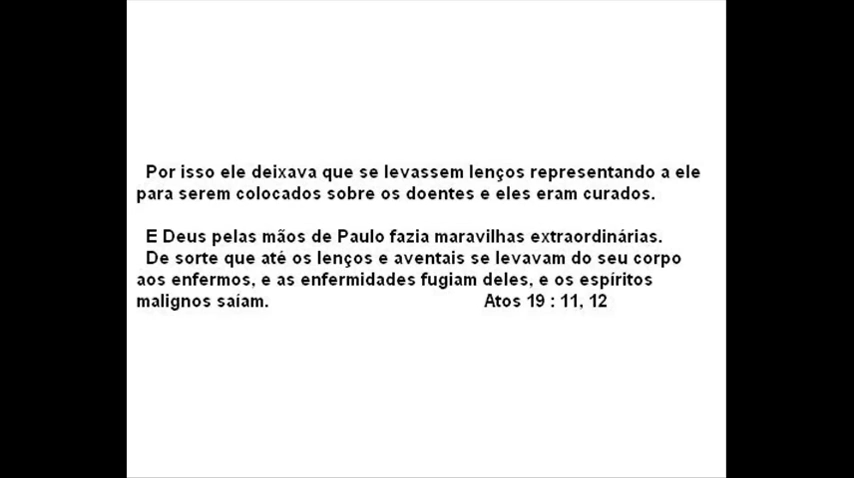 Por isso ele deixava que se levassem lenços representando a ele
para serem colocados sobre os doentes e eles eram curados.
E Deus pelas mãos de Paulo fazia maravilhas extraordinárias.
De sorte que até os lenços e aventais se levavam do seu corpo
aos enfermos, e as enfermidades fugiam deles, e os espíritos
malignos saíam. Atos 19 : 11, 12